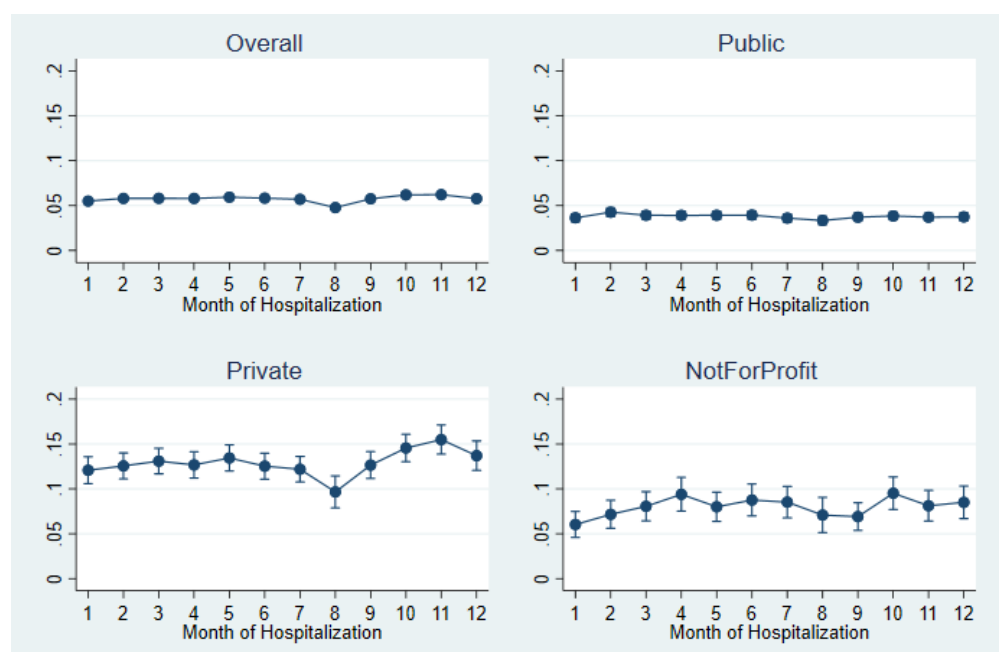 Overall
.2
.15
.1
.05
0
1 2 3 4 5 6 7 8 9 10 11 12
Month of Hospitalization
Public
.2
.15
.1
.05
0
1 2 3 4 5 6 7 8 9 10 11 12
Month of Hospitalization
Private
.2
.15
.1
.05
0
1 2 3 4 5 6 7 8 9 10 11 12
Month of Hospitalization
NotForProfit
.2
.15
.1
.05
0
1 2 3 4 5 6 7 8 9 10 11 12
Month of Hospitalization